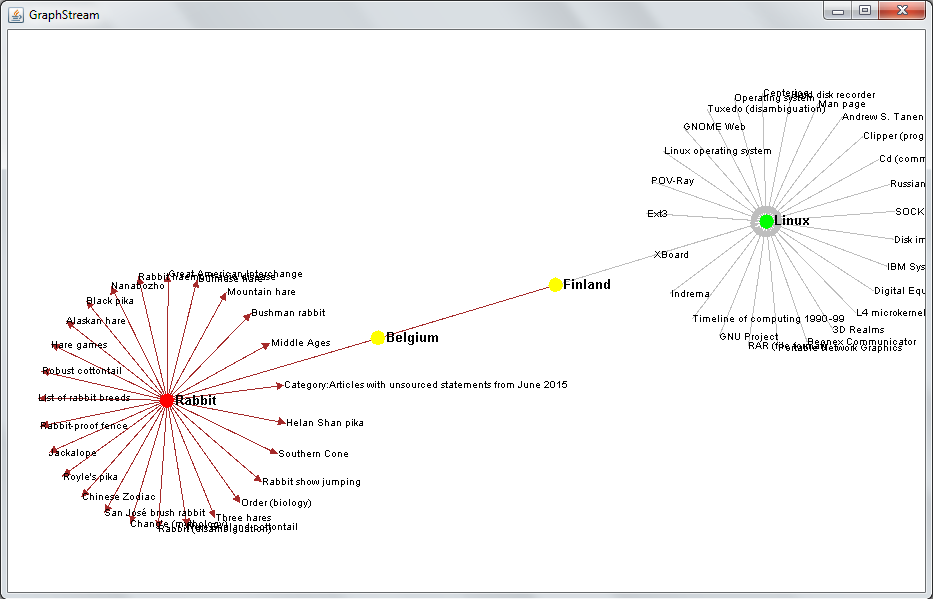 GraphStream
Operating system
Man page
Tuxedo (disambiguation)
Andrew S. Tanen
GNOME Web
Clipper (prog
Linux operating system
Cd (comm
POV-Ray
Russian
Ext3
SOCK
Linux
Disk im
XBoard
IBM Sys
Great American Interchange
Finland
Nanabozho
Mountain hare
Indrema
Digital Equ
Black pika
Bushman rabbit
L4 microkernel
Alaskan hare
Timeline of computing 1990-99
3D Realms
Belgium
GNU Project
Hare games
Middle Ages
Beonex Communicator
Portable Network Graphics
Robust cottontail
Category:Articles with unsourced statements from June 2015
List of rabbit breeds
Rabbit
Rabbit-proof fence
Helan Shan pika
Jackalope
Southern Cone
Royle's pika
Rabbit show jumping
Chinese Zodiac
Order (biology)
San José brush rabbit
Three hares
Rabbit (disambiguation)